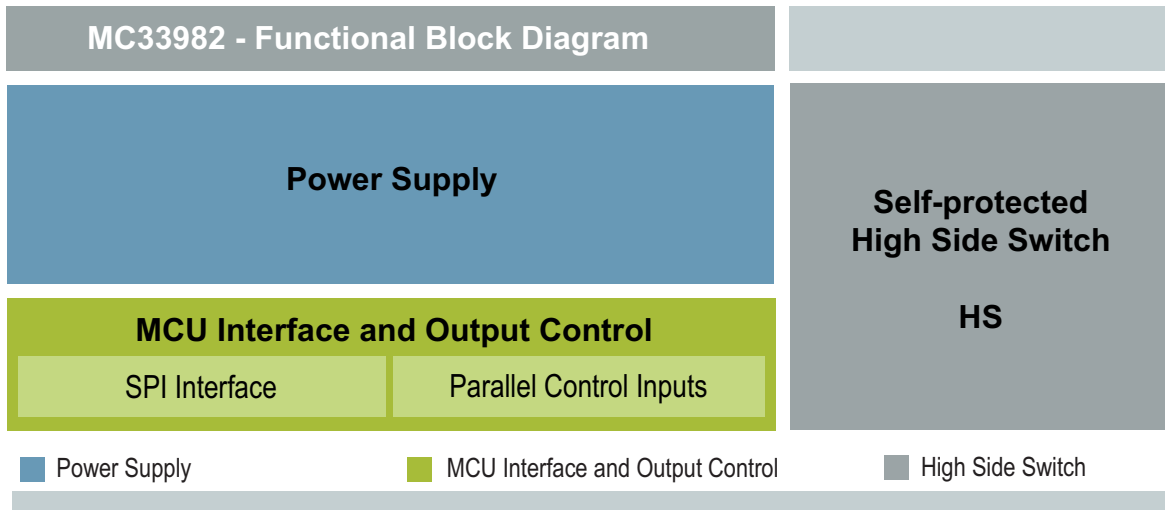 MC33982 - Functional Block Diagram
Power Supply
Self-protected
High Side Switch
HS
MCU Interface and Output Control
SPI Interface
Parallel Control Inputs
Power Supply
MCU Interface and Output Control
High Side Switch